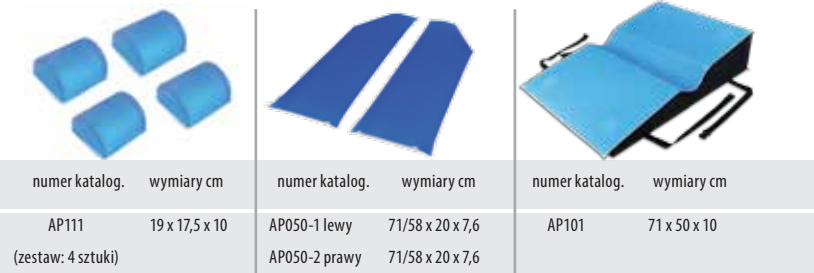 numer katalog. wymiary cm
AP111 19 x 17,5 x 10
(zestaw: 4 sztuki)
numer katalog. wymiary cm
AP050-1 lewy 71/58 x 20 x 7,6
AP050-2 prawy 71/58 x 20 x 7,6
numer katalog. wymiary cm
AP101 71 x 50 x 10